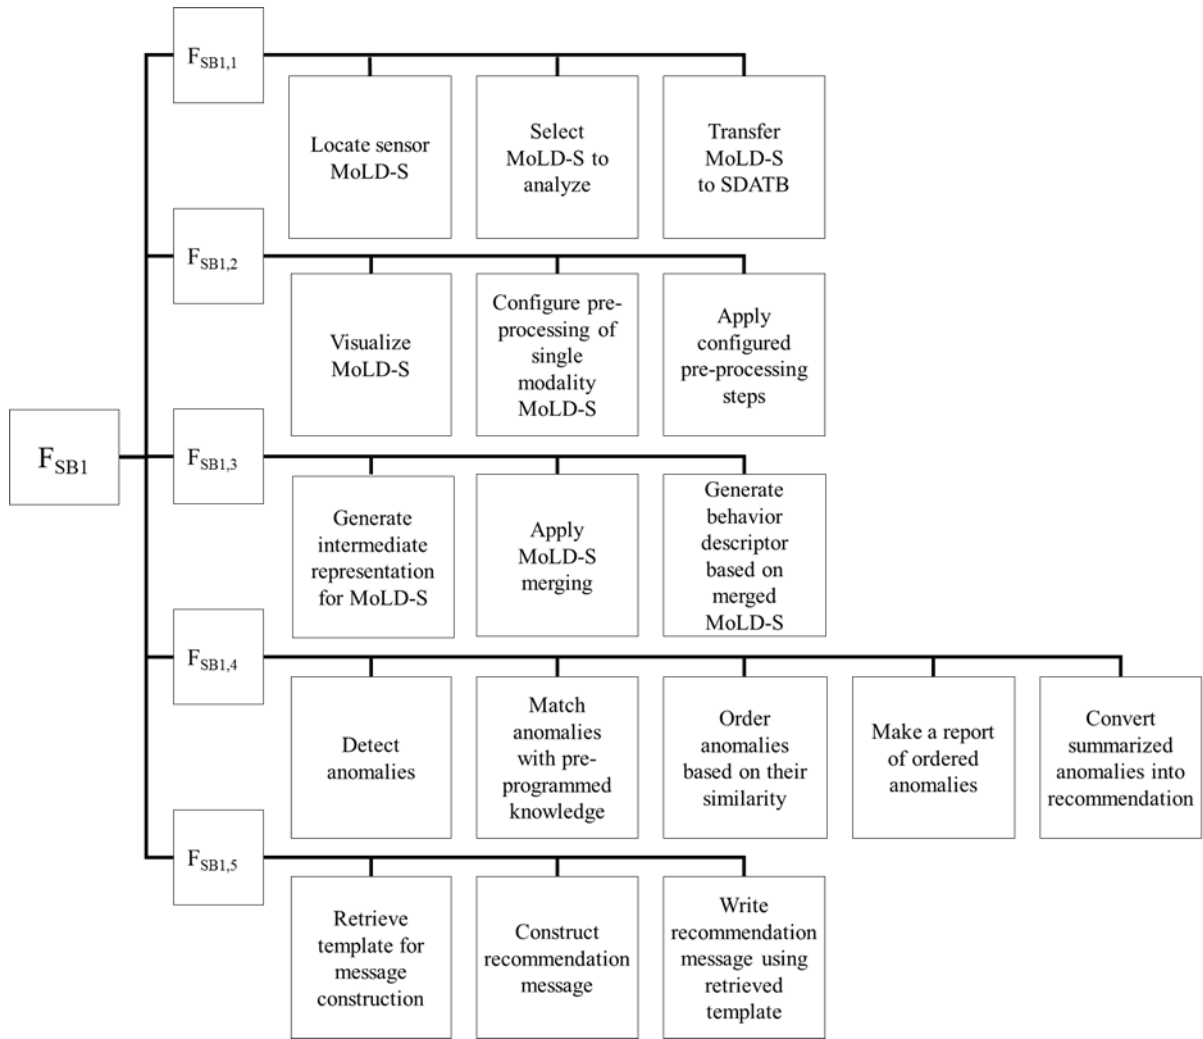 F_SB1,1
Locate sensor
MoLD-S
Select
MoLD-S to
analyze
Transfer
MoLD-S
to SDATB
F_SB1,2
Visualize
MoLD-S
Configure pre-
processing of
single
modality
MoLD-S
Apply
configured
pre-processing
steps
F_SB1
F_SB1,3
Generate
intermediate
representation
for MoLD-S
Apply
MoLD-S
merging
Generate
behavior
descriptor
based on
merged
MoLD-S
F_SB1,4
Detect
anomalies
Match
anomalies
with pre-
programmed
knowledge
Order
anomalies
based on their
similarity
Make a report
of ordered
anomalies
Convert
summarized
anomalies into
recommendation
F_SB1,5
Retrieve
template for
message
construction
Construct
recommendation
message
Write
recommendation
message using
retrieved
template